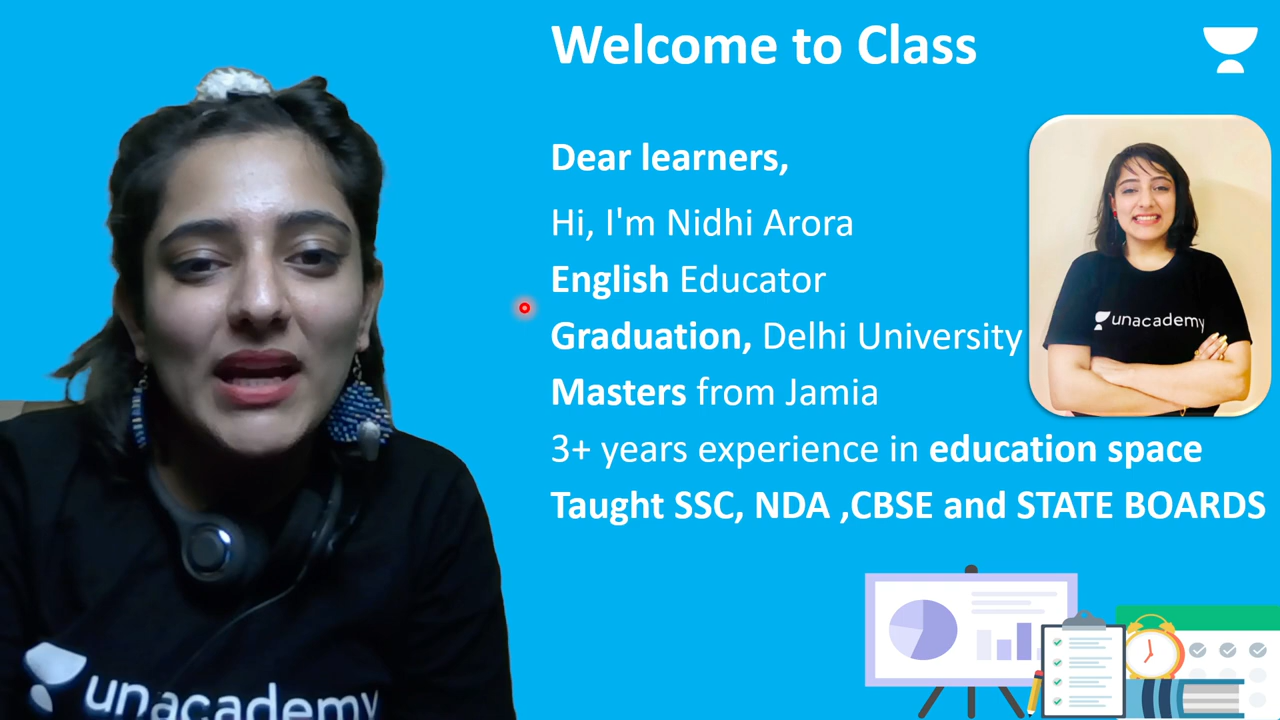 Welcome to Class
Dear learners,
Hi, I'm Nidhi Arora
English Educator
Graduation, Delhi University
Masters from Jamia
3+ years experience in education space
Taught SSC, NDA ,CBSE and STATE BOARDS
unacademy
unacademy